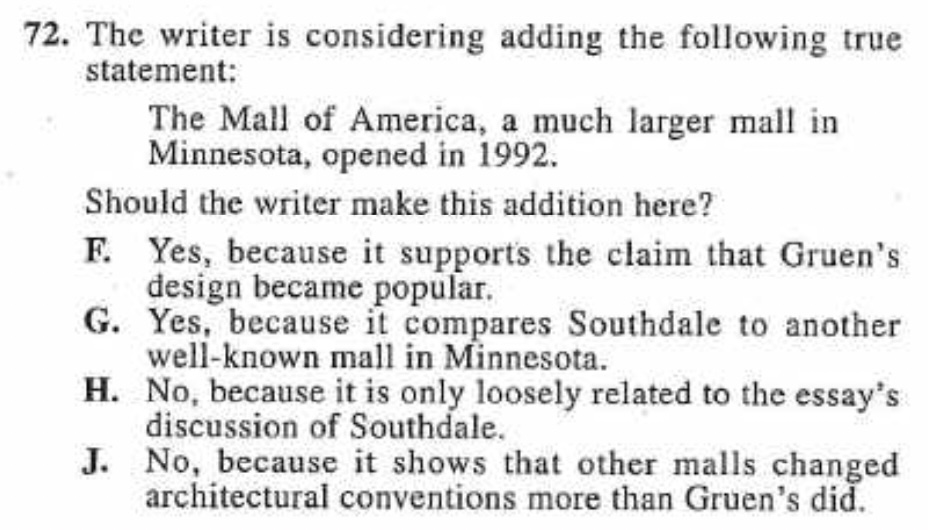 72. The writer is considering adding the following true
statement:
The Mall of America, a much larger mall in
Minnesota, opened in 1992.
Should the writer make this addition here?
F. Yes, because it supports the claim that Gruen's
design became popular.
G. Yes, because it compares Southdale to another
well-known mall in Minnesota.
H. No, because it is only loosely related to the essay's
discussion of Southdale.
J. No, because it shows that other malls changed
architectural conventions more than Gruen's did.